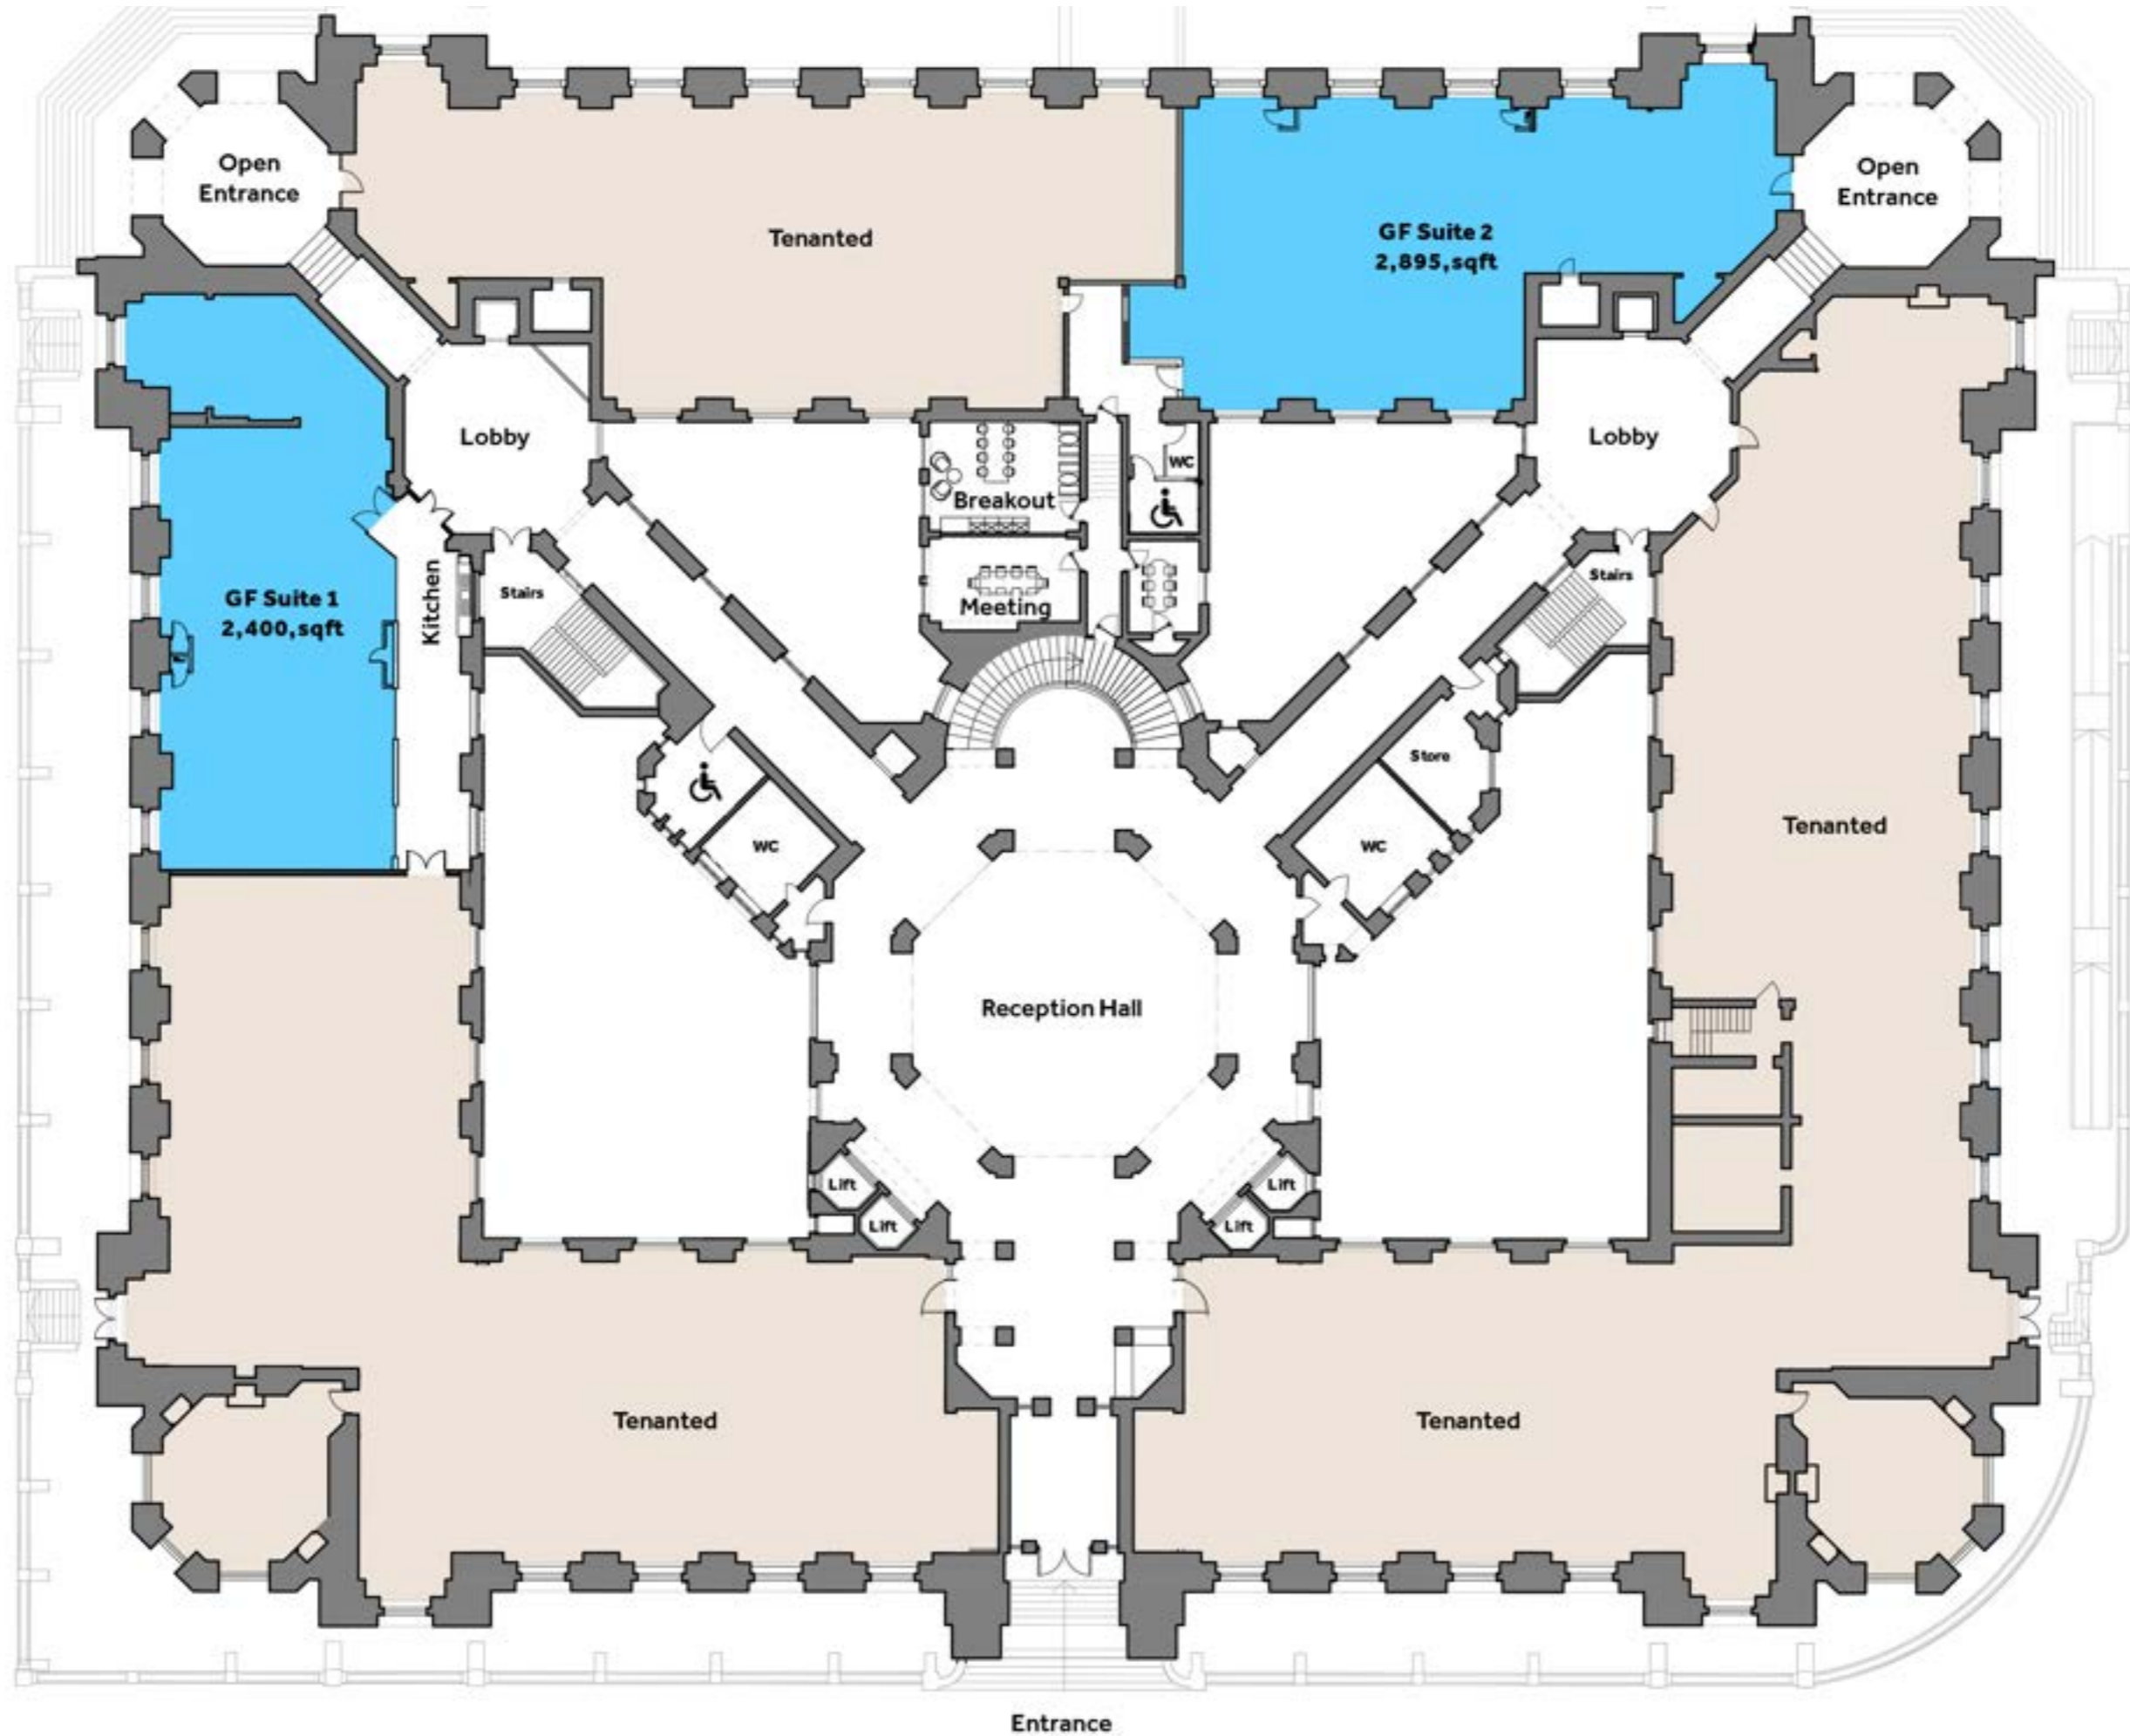 Open
Entrance
Open
Entrance
Tenanted
GF Suite 2
2,895,sqft
Lobby
Lobby
WC
Breakout
Kitchen
GF Suite 1
2,400,sqft
Stairs
Meeting
Stairs
Store
WC
WC
Tenanted
Reception Hall
Lift
Lift
Lift
Lift
Tenanted
Tenanted
Entrance